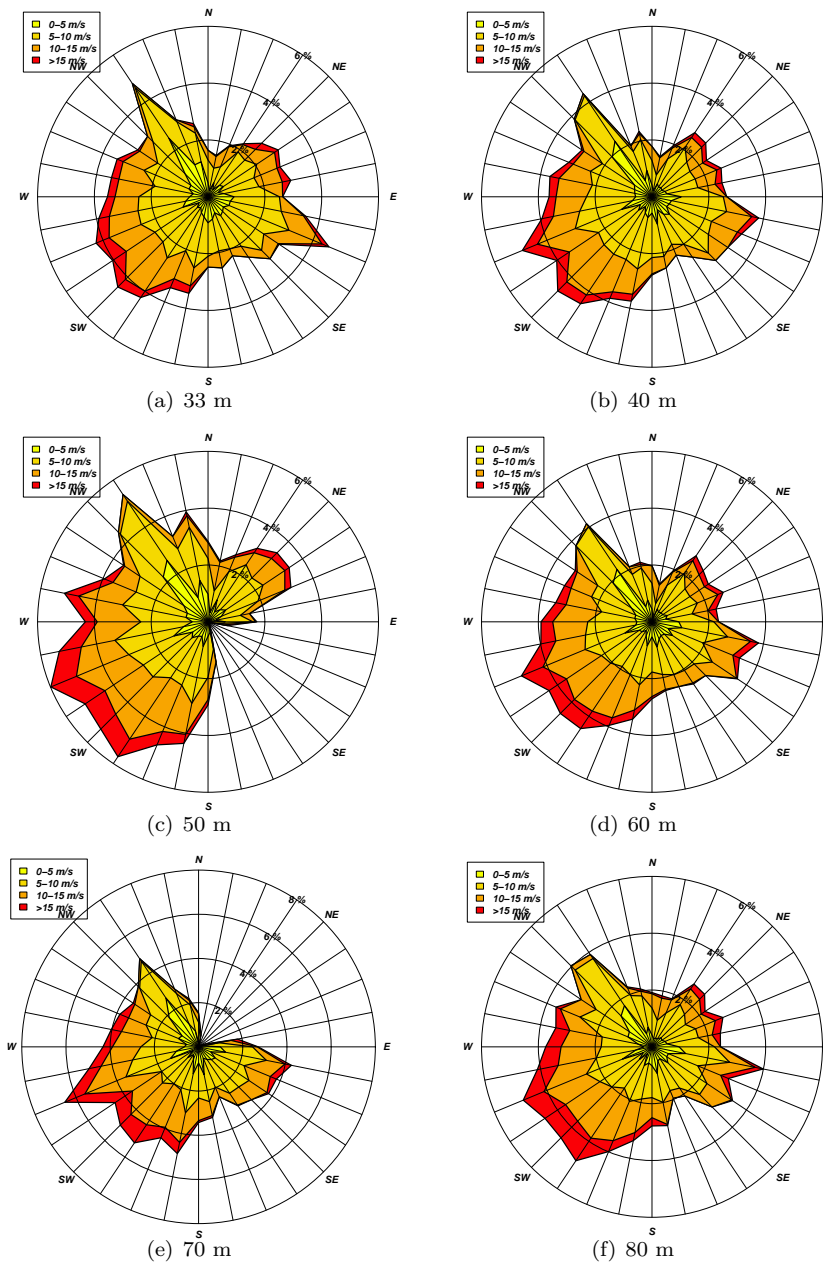 N
0–5 m/s
5–10 m/s
10–15 m/s
>15 m/s
NW
6 %
NE
4 %
2 %
W
E
SW
SE
S
(a) 33 m
N
0–5 m/s
5–10 m/s
10–15 m/s
>15 m/s
NW
6 %
NE
4 %
2 %
W
E
SW
SE
S
(b) 40 m
N
0–5 m/s
5–10 m/s
10–15 m/s
>15 m/s
NW
6 %
NE
4 %
2 %
W
E
SW
SE
S
(c) 50 m
N
0–5 m/s
5–10 m/s
10–15 m/s
>15 m/s
NW
6 %
NE
4 %
2 %
W
E
SW
SE
S
(d) 60 m
N
0–5 m/s
5–10 m/s
10–15 m/s
>15 m/s
NW
8 %
NE
6 %
4 %
2 %
W
E
SW
SE
S
(e) 70 m
N
0–5 m/s
5–10 m/s
10–15 m/s
>15 m/s
NW
6 %
NE
4 %
2 %
W
E
SW
SE
S
(f) 80 m